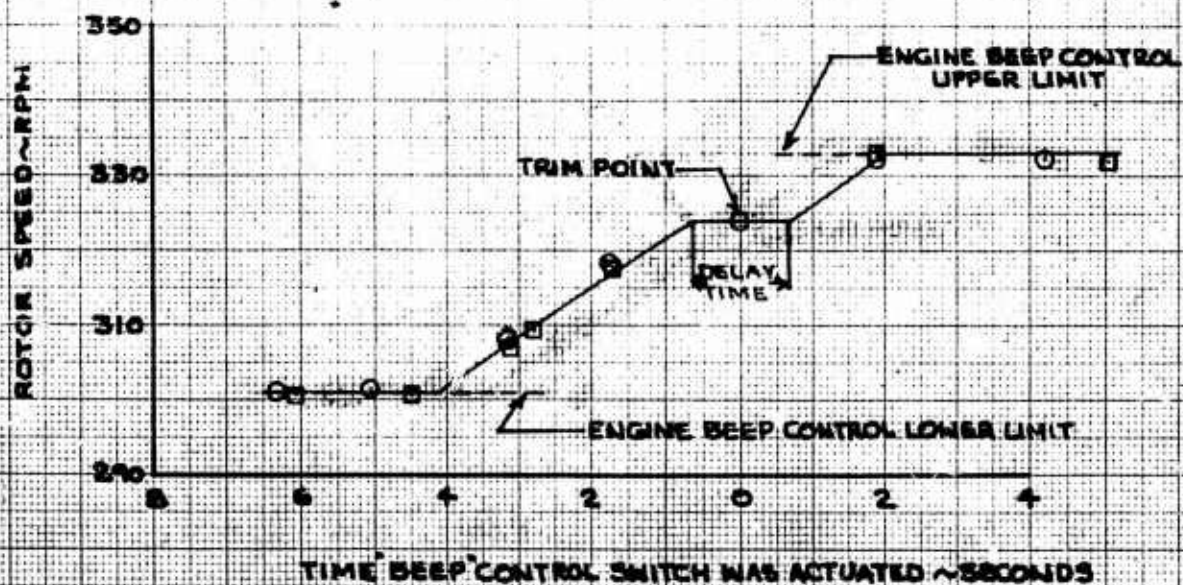 350
ENGINE BEEP CONTROL
UPPER LIMIT
330
TRIM POINT
ROTOR SPEED ~ RPM
DELAY
TIME
310
ENGINE BEEP CONTROL LOWER LIMIT
290
8 6 4 2 0 2 4
TIME "BEEP" CONTROL SWITCH WAS ACTUATED ~ SECONDS